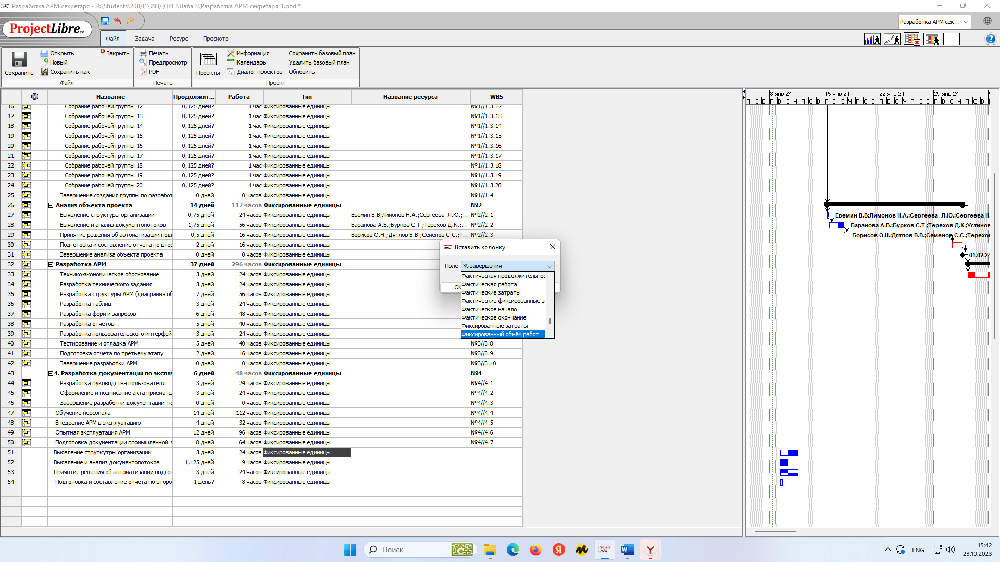 Разработка АРМ секретаря - D:\Students\20ВД1\ИНДОУП\Лаба 3\Разработка АРМ секретаря_1.pod *
ProjectLibre
Разработка АРМ сек...
Файл Задача Ресурс Просмотр
Сохранить
Открыть
Новый
Сохранить как
Закрыть
Файл
Печать
Предпросмотр
PDF
Печать
Проекты
Информация
Календарь
Диалог проектов
Сохранить базовый план
Удалить базовый план
Обновить
Проект
Название Продолжит... Работа Тип Название ресурса WBS
16 Собрание рабочей группы 12 0,125 дней? 1 час Фиксированные единицы №1//1.3.12
17 Собрание рабочей группы 13 0,125 дней? 1 час Фиксированные единицы №1//1.3.13
18 Собрание рабочей группы 14 0,125 дней? 1 час Фиксированные единицы №1//1.3.14
19 Собрание рабочей группы 15 0,125 дней? 1 час Фиксированные единицы №1//1.3.15
20 Собрание рабочей группы 16 0,125 дней? 1 час Фиксированные единицы №1//1.3.16
21 Собрание рабочей группы 17 0,125 дней? 1 час Фиксированные единицы №1//1.3.17
22 Собрание рабочей группы 18 0,125 дней? 1 час Фиксированные единицы №1//1.3.18
23 Собрание рабочей группы 19 0,125 дней? 1 час Фиксированные единицы №1//1.3.19
24 Собрание рабочей группы 20 0,125 дней? 1 час Фиксированные единицы №1//1.3.20
25 Завершение создания группы по разработ 0 дней 0 часов Фиксированные единицы №1//1.4
26 Анализ объекта проекта 14 дней 112 часов Фиксированные единицы №2
27 Выявление структуры организации 0,75 дней 24 часов Фиксированные единицы Еремин В.В;Лимонов Н.А.;Сергеева Л.Ю.;... №2//2.1
28 Выявление и анализ документопотоков 1,75 дней 56 часов Фиксированные единицы Баранова А.В.;Бурков С.Т.;Терехов Д.К.;... №2//2.2
29 Принятие решения об автоматизации подг 0,5 дней 16 часов Фиксированные единицы Борисов О.Н.;Дятлов В.В.;Семенов С.С.;Т... №2//2.3
30 Подготовка и составление отчета по втор 2 дней 16 часов Фиксированные единицы
31 Завершение анализа объекта проекта 0 дней 0 часов Фиксированные единицы
32 Разработка АРМ 37 дней 296 часов Фиксированные единицы
33 Технико-экономическое обоснование 3 дней 24 часов Фиксированные единицы
34 Разработка технического задания 3 дней 24 часов Фиксированные единицы
35 Разработка структуры АРМ (диаграмма об 7 дней 56 часов Фиксированные единицы
36 Разработка таблиц 3 дней 24 часов Фиксированные единицы
37 Разработка форм и запросов 6 дней 48 часов Фиксированные единицы
38 Разработка отчетов 5 дней 40 часов Фиксированные единицы
39 Разработка пользовательского интерфей 3 дней 24 часов Фиксированные единицы
40 Тестирование и отладка АРМ 5 дней 40 часов Фиксированные единицы №3//3.8
41 Подготовка отчета по третьему этапу 2 дней 16 часов Фиксированные единицы №3//3.9
42 Завершение разработки АРМ 0 дней 0 часов Фиксированные единицы №3//3.10
43 4. Разработка документации по эксплу 6 дней 48 часов Фиксированные единицы №4
44 Разработка руководства пользователя 3 дней 24 часов Фиксированные единицы №4//4.1
45 Оформление и подписание акта приема сд 3 дней 24 часов Фиксированные единицы №4//4.2
46 Завершение разработки документации по 0 дней 0 часов Фиксированные единицы №4//4.3
47 Обучение персонала 14 дней 112 часов Фиксированные единицы №4//4.4
48 Внедрение АРМ в эксплуатацию 4 дней 32 часов Фиксированные единицы №4//4.5
49 Опытная эксплуатация АРМ 12 дней 96 часов Фиксированные единицы №4//4.6
50 Подготовка документации промышленной э 8 дней 64 часов Фиксированные единицы №4//4.7
51 Выявление струткутры организации 3 дней 24 часов Фиксированные единицы
52 Выявление и анализ документопотоков 1,125 дней 9 часов Фиксированные единицы
53 Приянтие решения об автоматизации подгот 3 дней 24 часов Фиксированные единицы
54 Подготовка и составление отчета по второ 1 день? 8 часов Фиксированные единицы
Вставить колонку
Поле % завершения
OK
Фактическая продолжительнос
Фактическая работа
Фактические затраты
Фактические фиксированные за
Фактическое начало
Фактическое окончание
Фиксированные затраты
Фиксированный объём работ
8 янв 24 15 янв 24 22 янв 24 29 янв 24
П С В В С Ч П С В П В С Ч П С В П В С Ч П С В П В С Ч П С В
Еремин В.В;Лимонов Н.А.;Сергеева Л.Ю.;Сергеева Н.
Баранова А.В.;Бурков С.Т.;Терехов Д.К.;Устинов
Борисов О.Н.;Дятлов В.В.;Семенов С.С.;Терехов
01.02.24
Поиск
ENG
15:42
23.10.2023